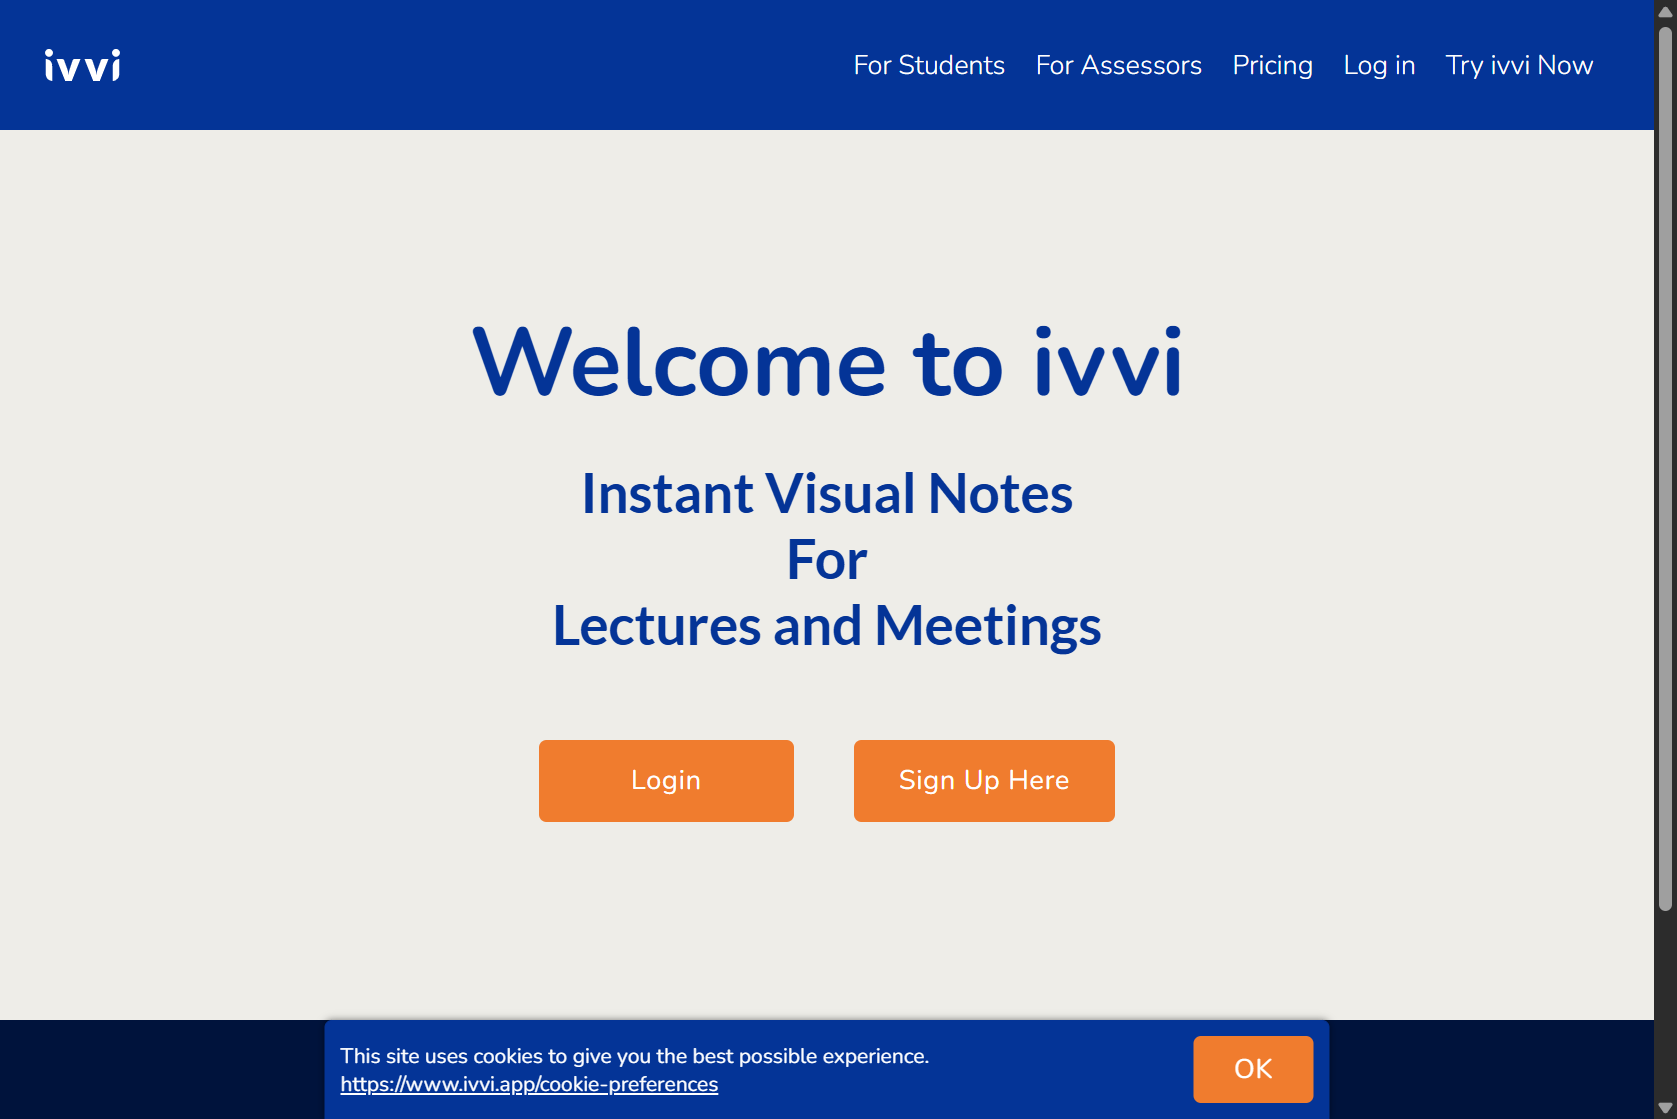 ivvi
For Students
For Assessors
Pricing
Log in
Try ivvi Now
Welcome to ivvi
Instant Visual Notes
For
Lectures and Meetings
Login
Sign Up Here
This site uses cookies to give you the best possible experience.
https://www.ivvi.app/cookie-preferences
OK